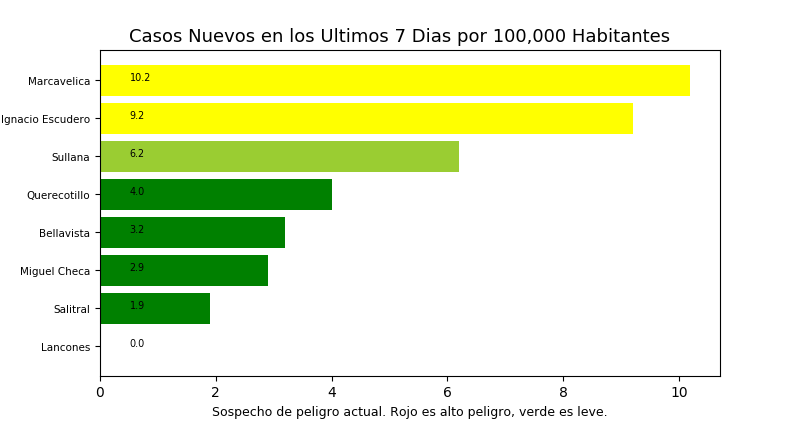 Casos Nuevos en los Ultimos 7 Dias por 100,000 Habitantes
Marcavelica 10.2
Ignacio Escudero 9.2
Sullana 6.2
Querecotillo 4.0
Bellavista 3.2
Miguel Checa 2.9
Salitral 1.9
Lancones 0.0
0 2 4 6 8 10
Sospecho de peligro actual. Rojo es alto peligro, verde es leve.